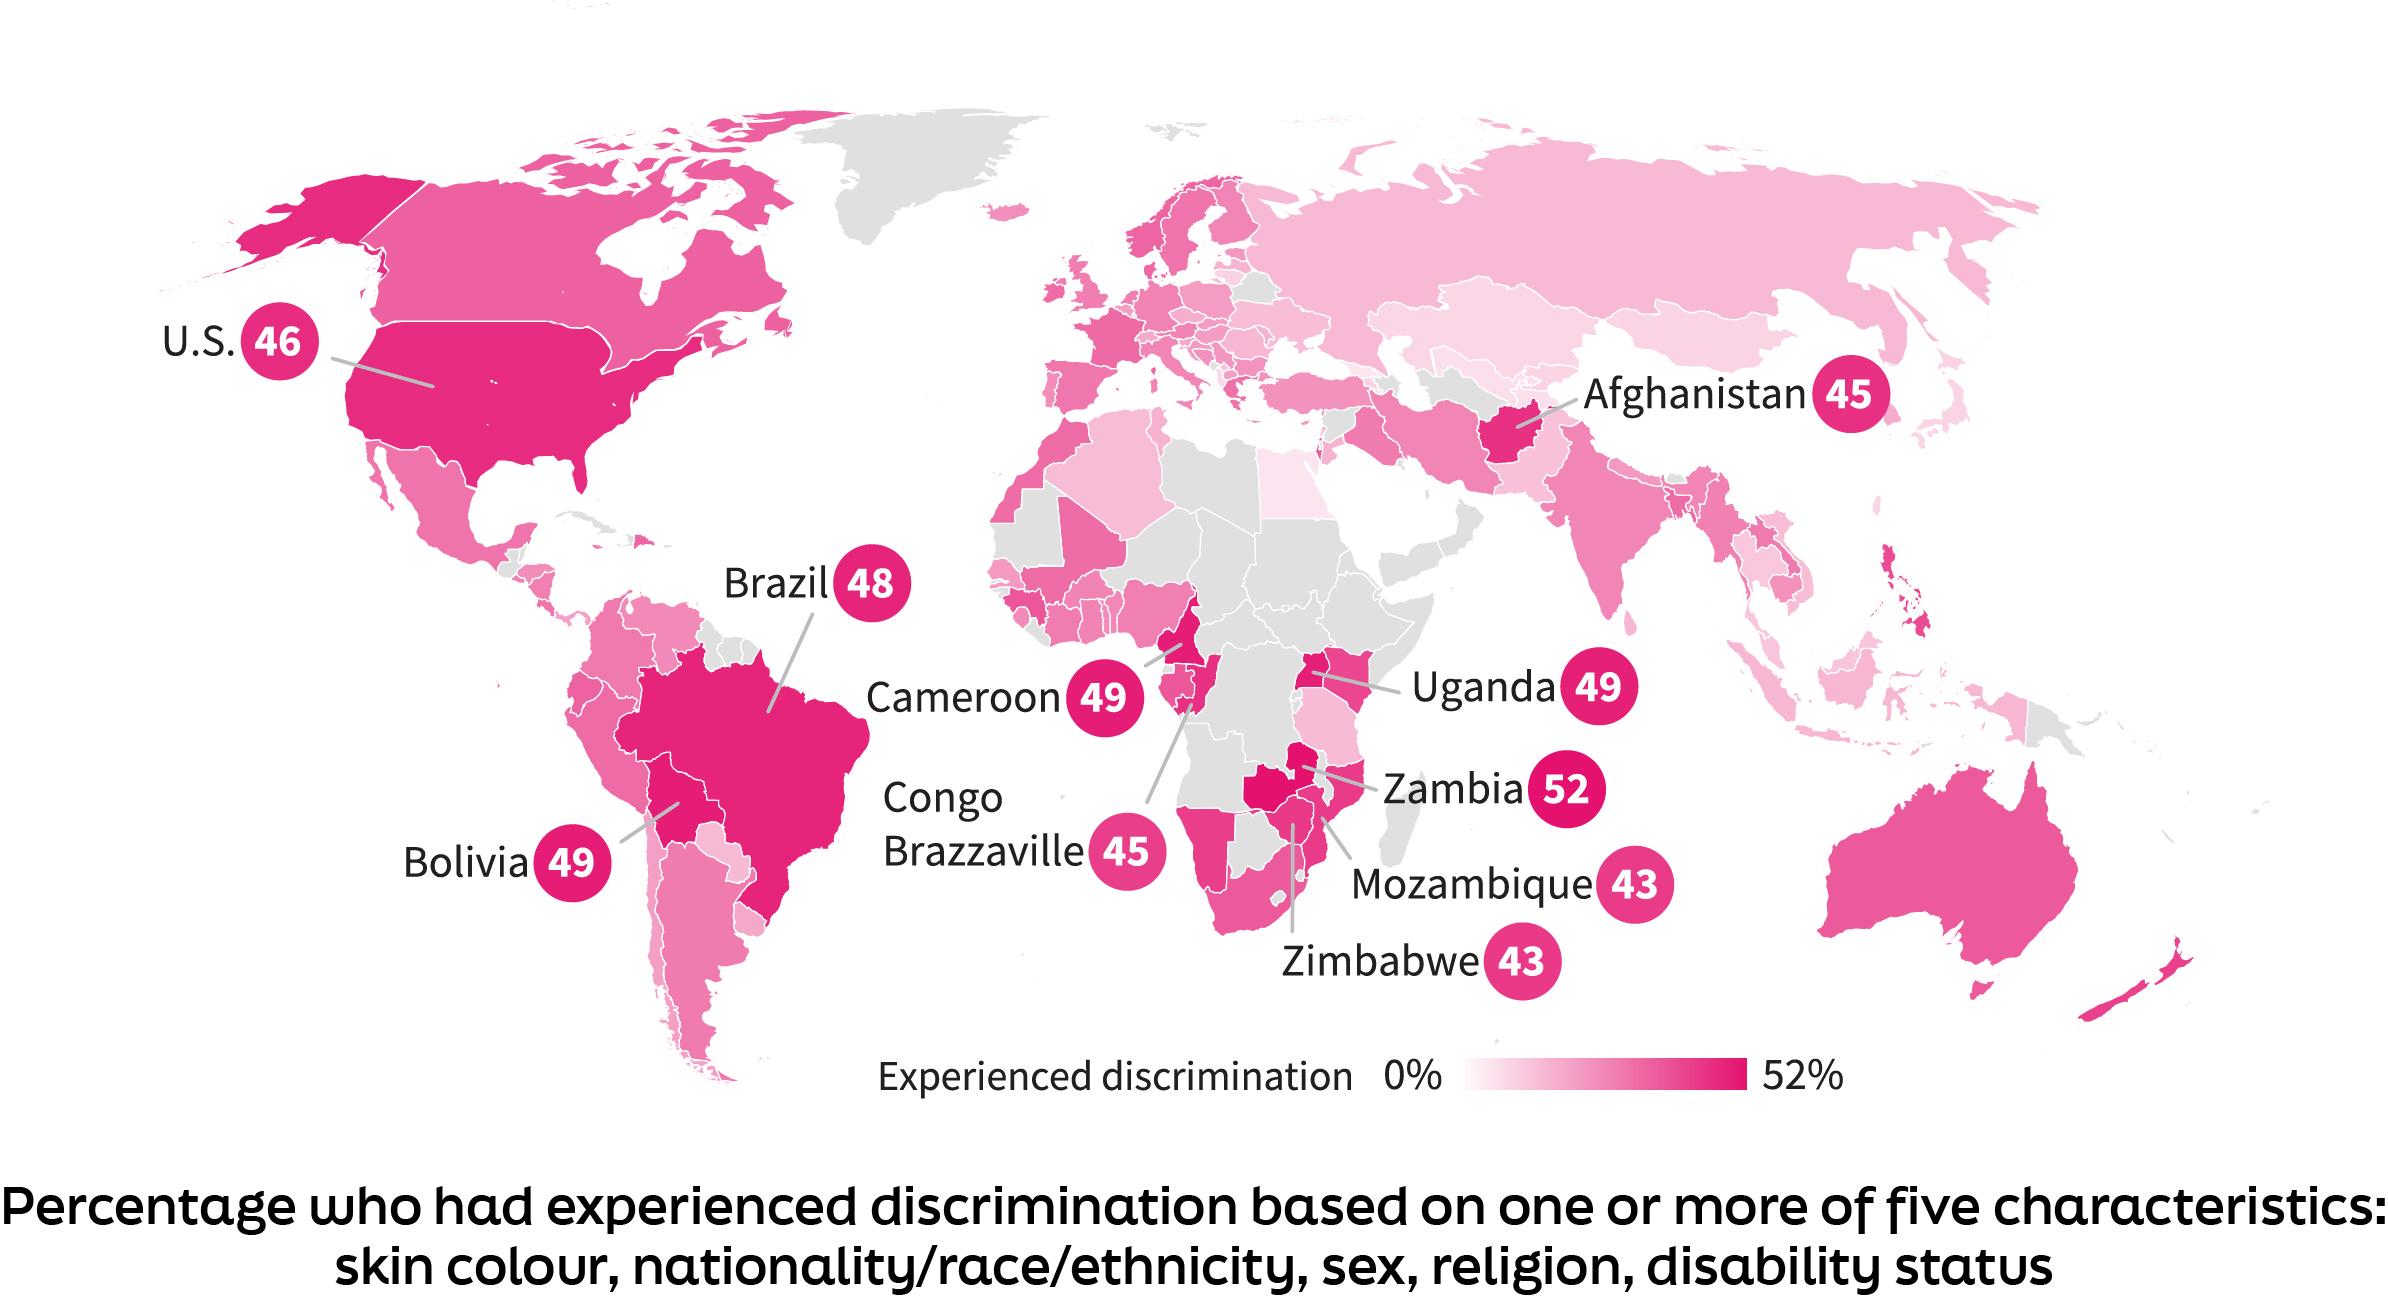 U.S. 46
Afghanistan 45
Brazil 48
Cameroon 49
Uganda 49
Congo
Brazzaville 45
Zambia 52
Bolivia 49
Mozambique 43
Zimbabwe 43
Experienced discrimination 0% 52%
Percentage who had experienced discrimination based on one or more of five characteristics:
skin colour, nationality/race/ethnicity, sex, religion, disability status